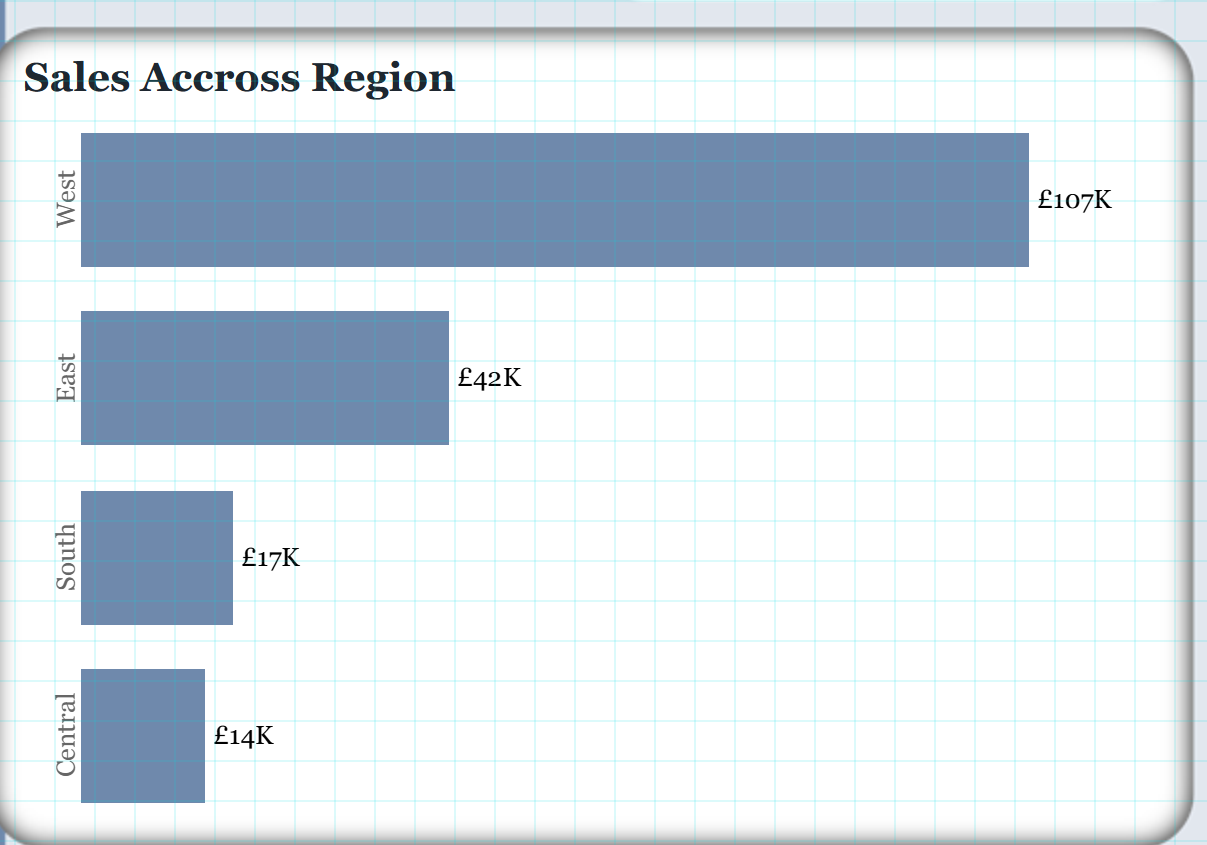 Sales Accross Region
West
£107K
East
£42K
South
£17K
Central
£14K